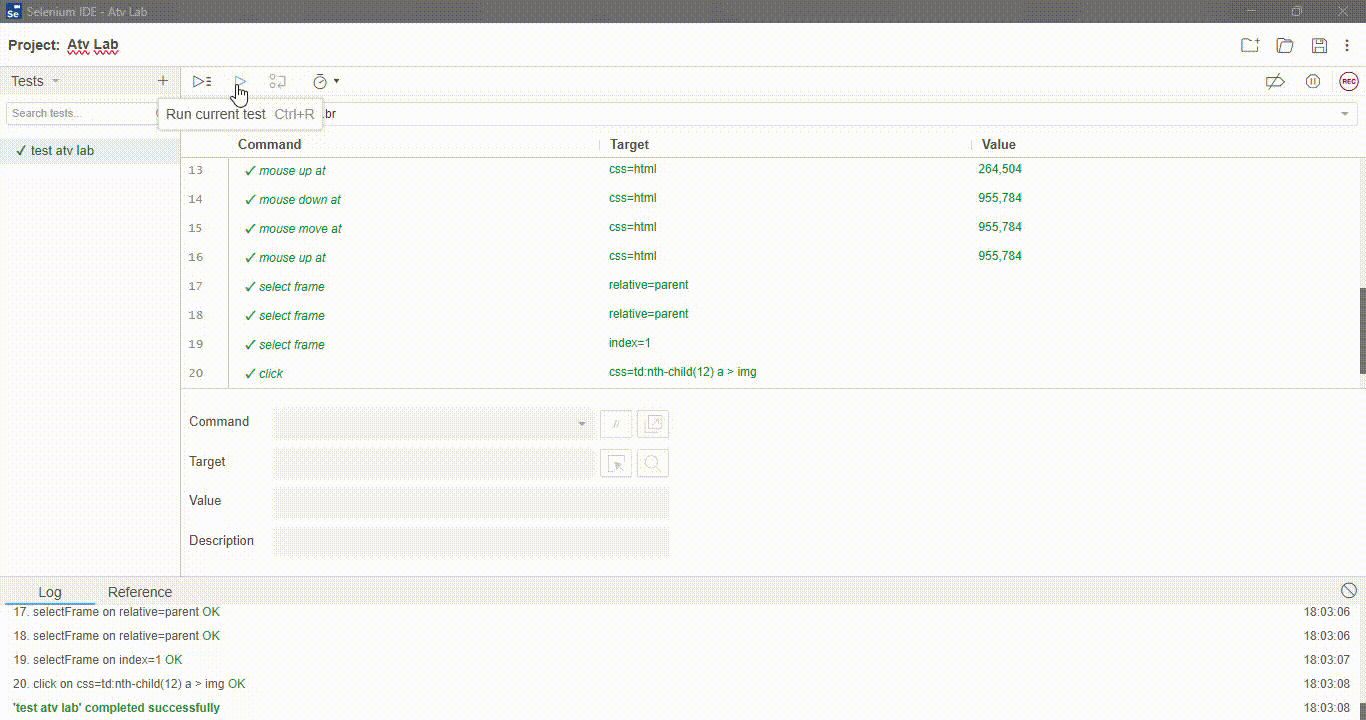 Selenium IDE - Atv Lab
Project: Atv Lab
Tests
Search tests...
Run current test Ctrl+R
.br
✓ test atv lab
Command Target Value
13 ✓ mouse up at css=html 264,504
14 ✓ mouse down at css=html 955,784
15 ✓ mouse move at css=html 955,784
16 ✓ mouse up at css=html 955,784
17 ✓ select frame relative=parent
18 ✓ select frame relative=parent
19 ✓ select frame index=1
20 ✓ click css=td:nth-child(12) a > img
Command
//
Target
Value
Description
Log Reference
17. selectFrame on relative=parent OK 18:03:06
18. selectFrame on relative=parent OK 18:03:06
19. selectFrame on index=1 OK 18:03:07
20. click on css=td:nth-child(12) a > img OK 18:03:08
'test atv lab' completed successfully 18:03:08
REC
Se